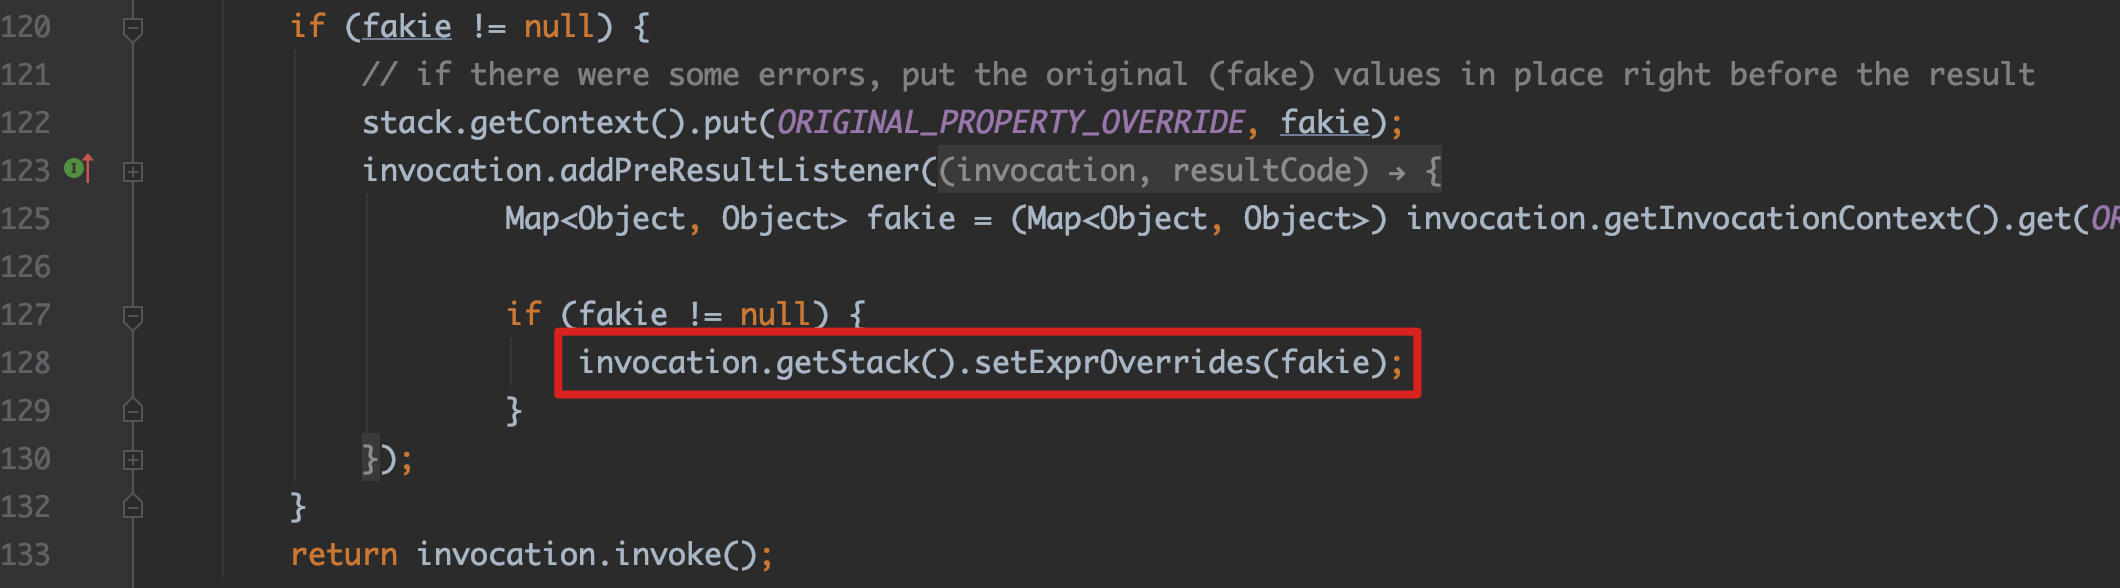 120 if (fakie != null) {
121 // if there were some errors, put the original (fake) values in place right before the result
122 stack.getContext().put(ORIGINAL_PROPERTY_OVERRIDE, fakie);
123 invocation.addPreResultListener((invocation, resultCode) → {
125 Map<Object, Object> fakie = (Map<Object, Object>) invocation.getInvocationContext().get(OR
126
127 if (fakie != null) {
128 invocation.getStack().setExprOverrides(fakie);
129 }
130 });
132 }
133 return invocation.invoke();